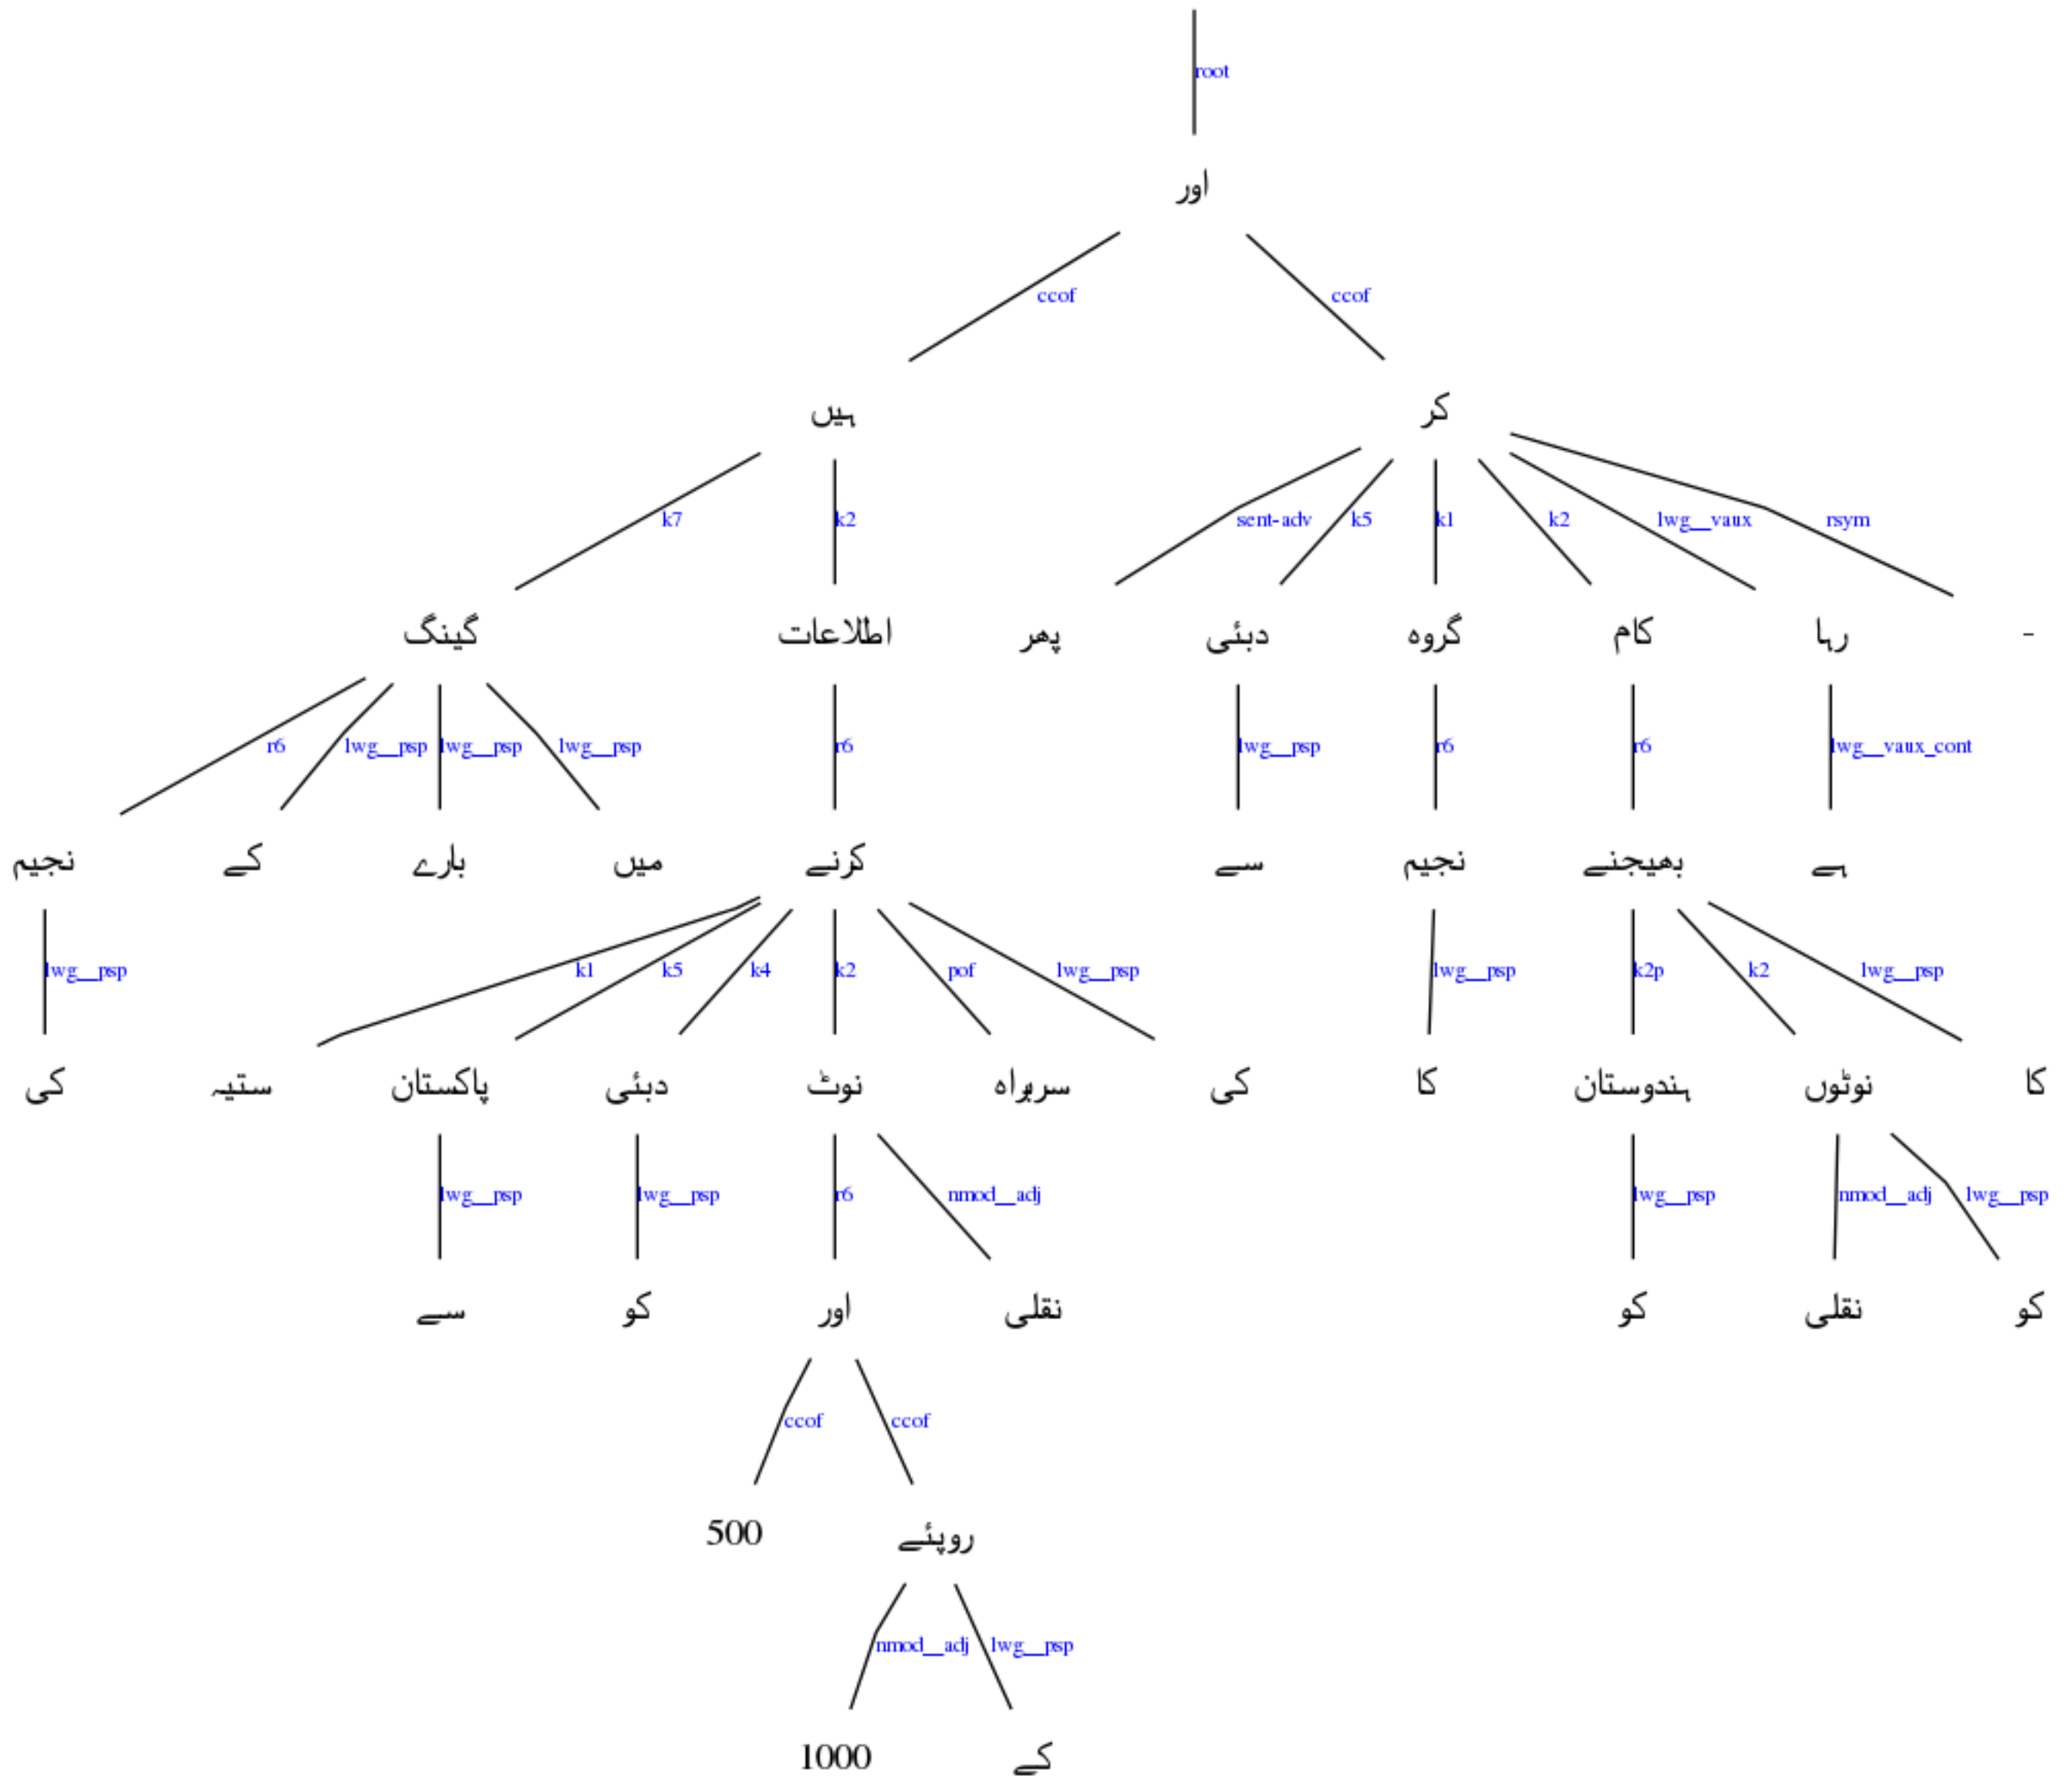 root
اور
ccof ccof
ہیں کر
k7 k2 sent-adv k5 k1 k2 lwg__vaux rsym
گینگ اطلاعات پھر دبئی گروہ کام رہا -
r6 lwg__psp lwg__psp lwg__psp r6 lwg__psp r6 r6 lwg__vaux_cont
نجیم کے بارے میں کرنے سے نجیم بھیجنے ہے
lwg__psp k1 k5 k4 k2 pof lwg__psp lwg__psp k2p k2 lwg__psp
کی ستیہ پاکستان دبئی نوٹ سربراہ کی کا ہندوستان نوٹوں کا
lwg__psp lwg__psp r6 nmod__adj lwg__psp nmod__adj lwg__psp
سے کو اور نقلی کو نقلی کو
ccof ccof
500 روپئے
nmod__adj lwg__psp
1000 کے